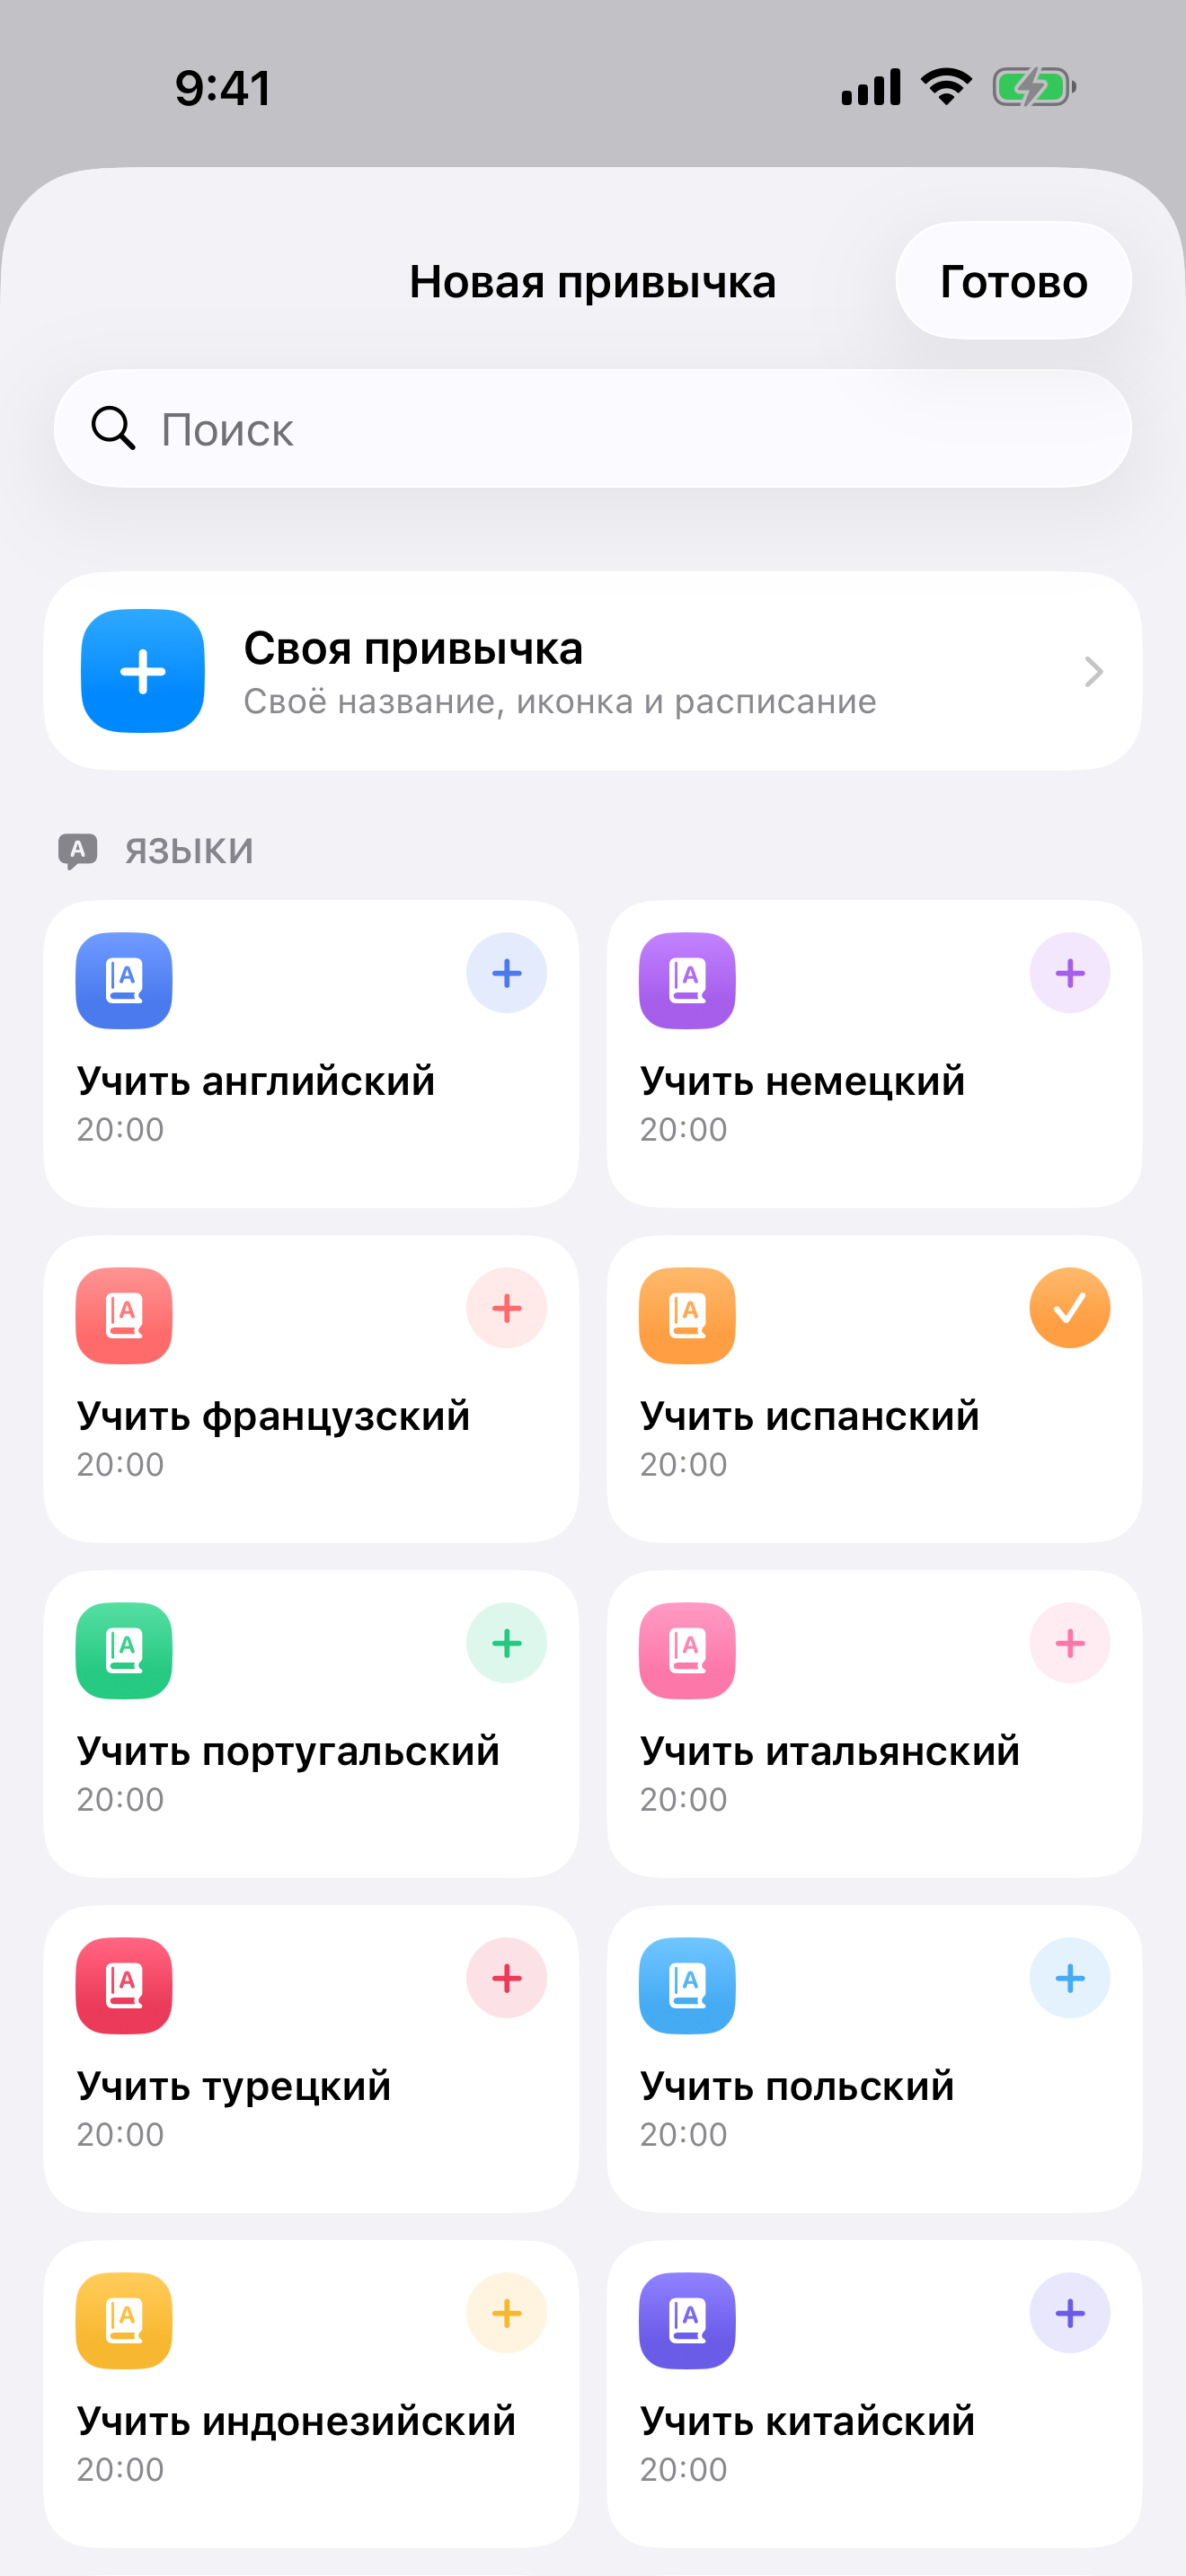 9:41
Новая привычка
Готово
Поиск
Своя привычка
Своё название, иконка и расписание
ЯЗЫКИ
Учить английский
20:00
Учить немецкий
20:00
Учить французский
20:00
Учить испанский
20:00
Учить португальский
20:00
Учить итальянский
20:00
Учить турецкий
20:00
Учить польский
20:00
Учить индонезийский
20:00
Учить китайский
20:00